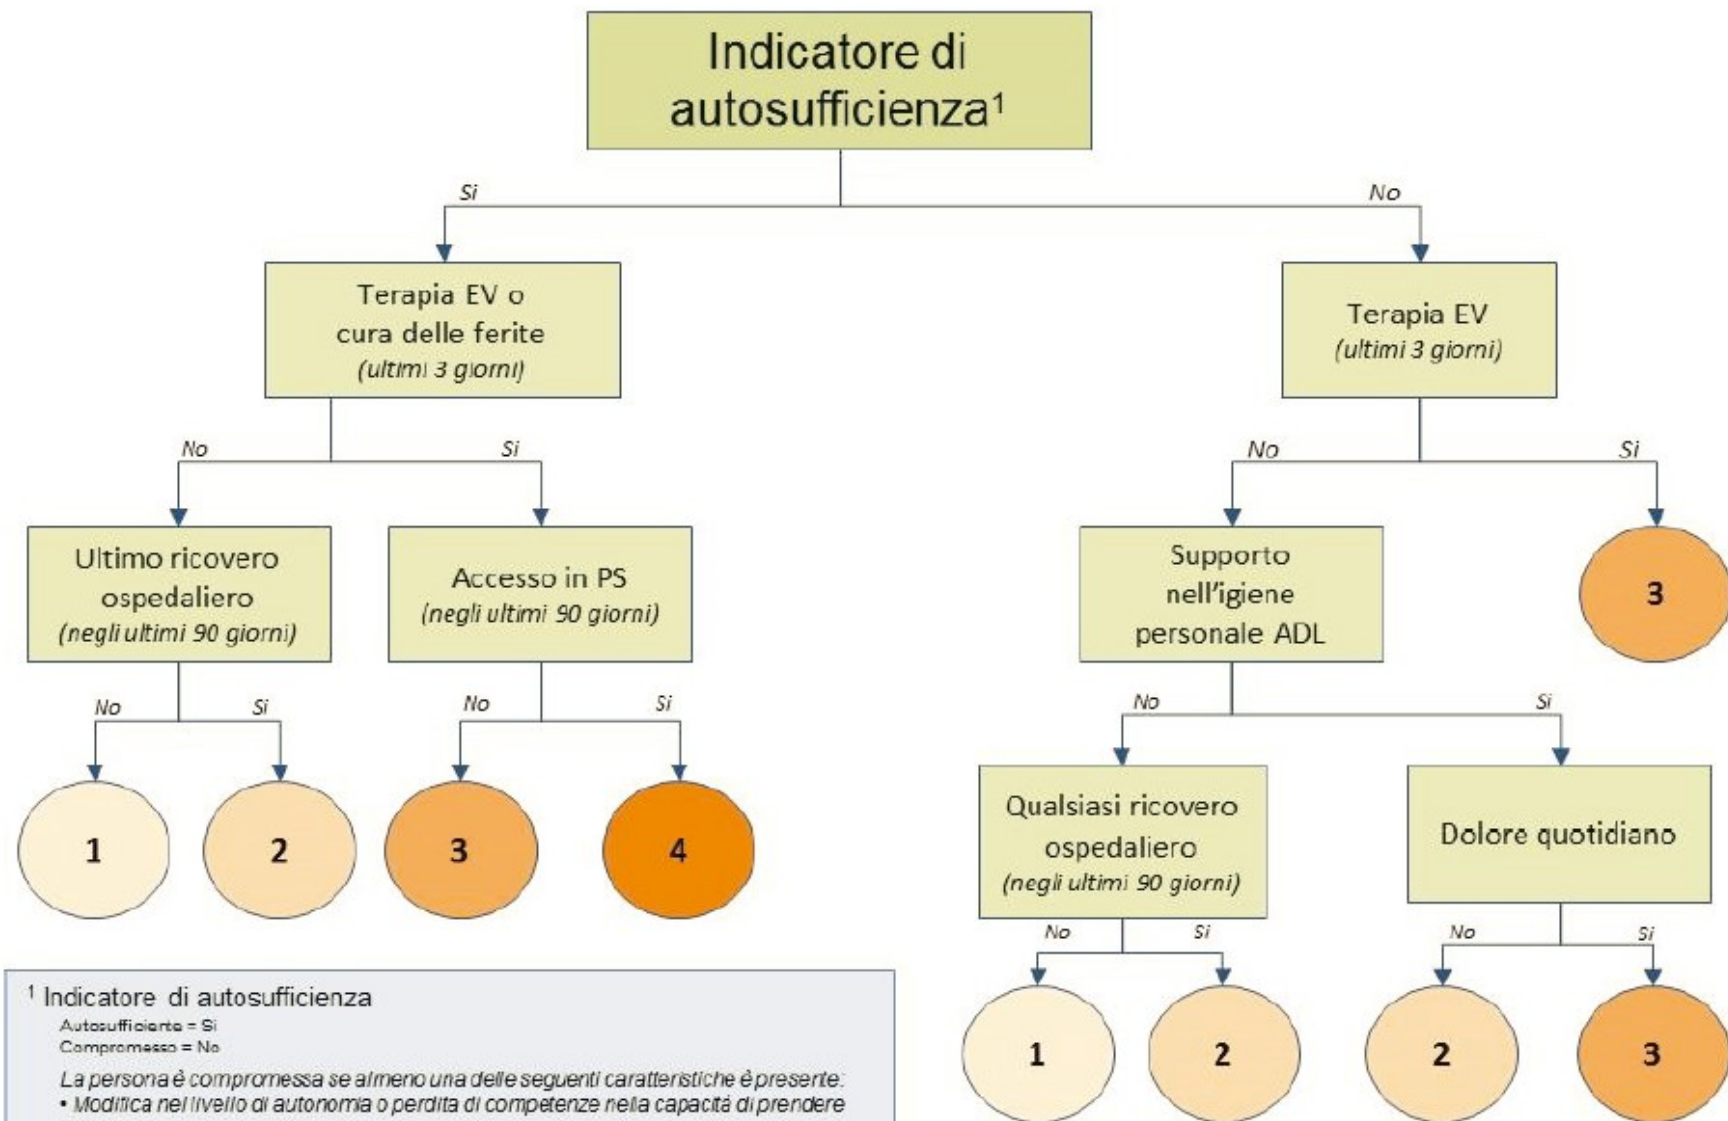 Indicatore di
autosufficienza¹
Si
No
Terapia EV o
cura delle ferite
(ultimi 3 giorni)
Terapia EV
(ultimi 3 giorni)
No
Si
No
Si
Ultimo ricovero
ospedaliero
(negli ultimi 90 giorni)
Accesso in PS
(negli ultimi 90 giorni)
Supporto
nell'igiene
personale ADL
3
No
Si
No
Si
No
Si
1
2
3
4
Qualsiasi ricovero
ospedaliero
(negli ultimi 90 giorni)
Dolore quotidiano
No
Si
No
Si
1
2
2
3
¹ Indicatore di autosufficienza
Autosufficiente = Si
Compromesso = No
La persona è compromessa se almeno una delle seguenti caratteristiche è presente:
• Modifica nel livello di autonomia o perdita di competenze nella capacità di prendere